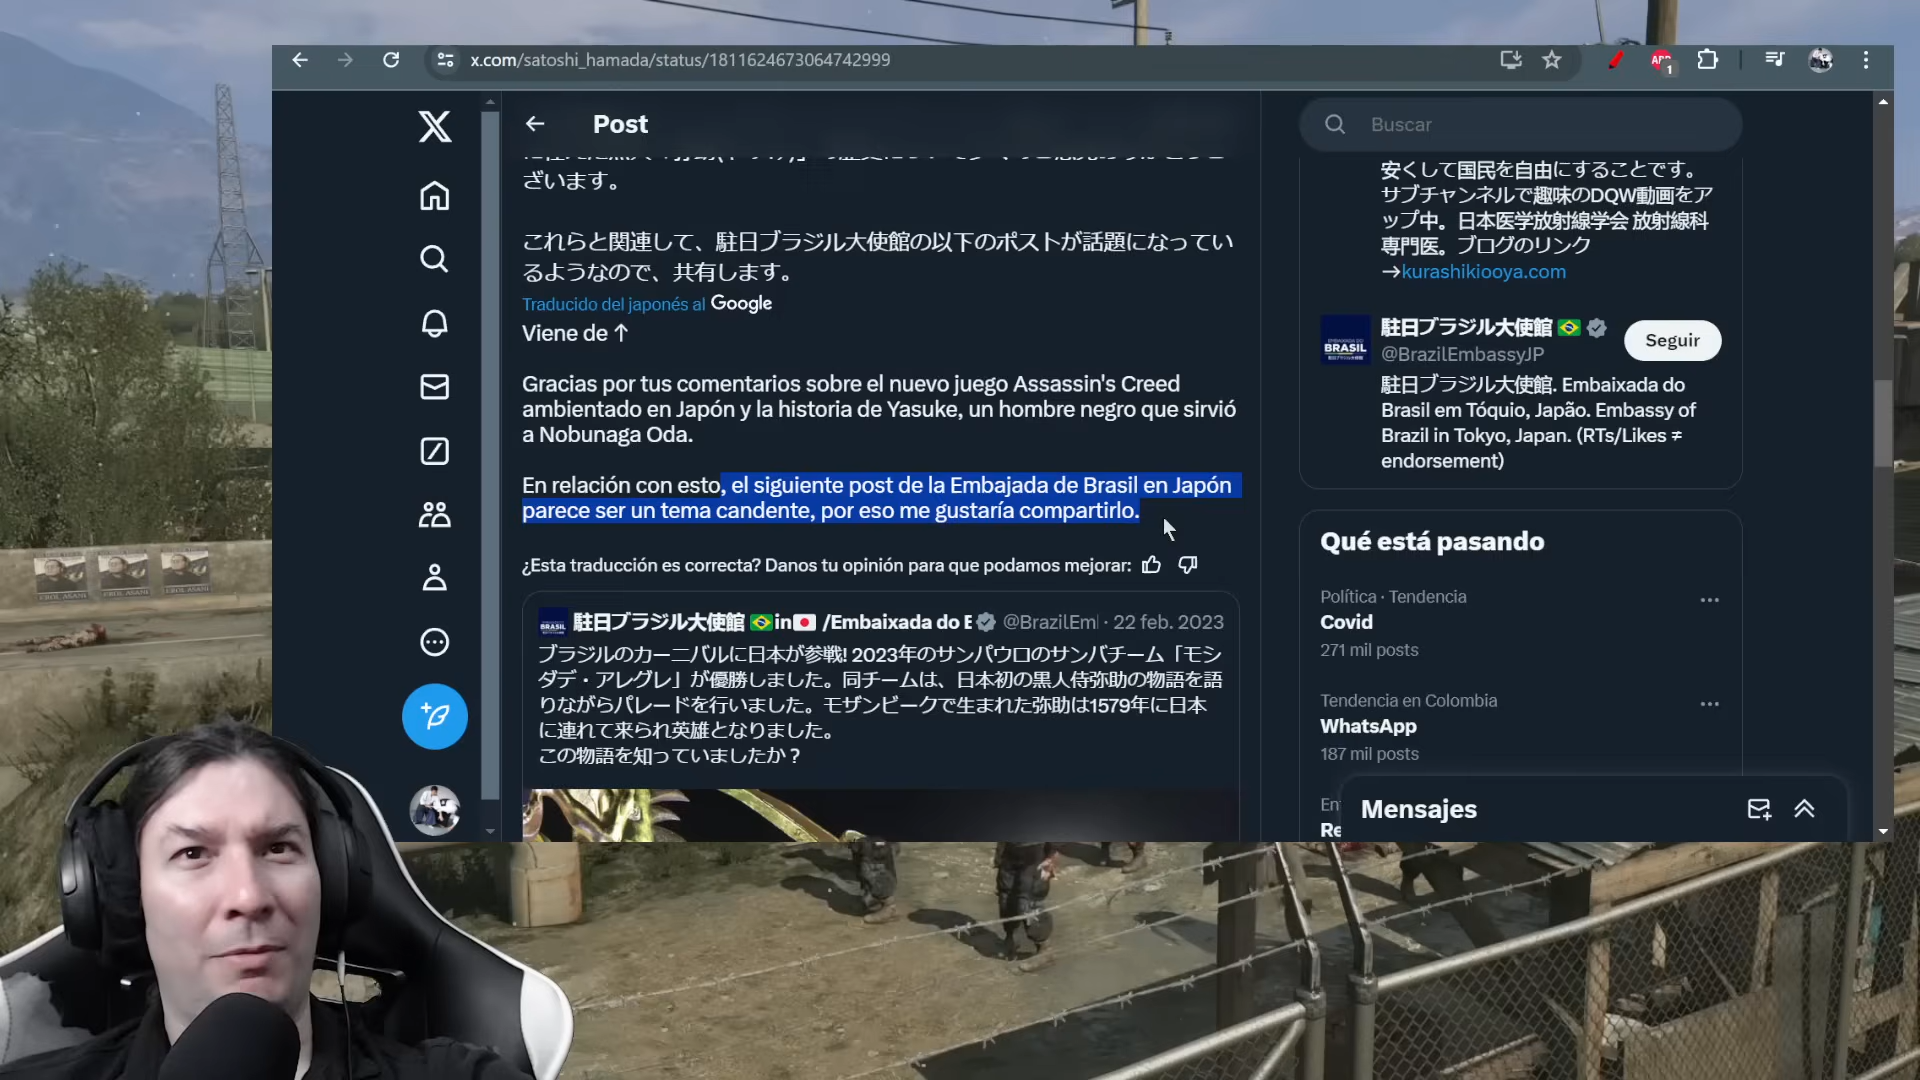 x.com/satoshi_hamada/status/1811624673064742999
ABP
1
Post
ざいます。
これらと関連して、駐日ブラジル大使館の以下のポストが話題になってい
るようなので、共有します。
Traducido del japonés al Google
Viene de ↑
Gracias por tus comentarios sobre el nuevo juego Assassin's Creed
ambientado en Japón y la historia de Yasuke, un hombre negro que sirvió
a Nobunaga Oda.
En relación con esto, el siguiente post de la Embajada de Brasil en Japón
parece ser un tema candente, por eso me gustaría compartirlo.
¿Esta traducción es correcta? Danos tu opinión para que podamos mejorar:
BRASIL
駐日ブラジル大使館🇧🇷in🇯🇵/Embaixada do E @BrazilEml · 22 feb. 2023
ブラジルのカーニバルに日本が参戦! 2023年のサンパウロのサンバチーム「モシ
ダデ・アレグレ」が優勝しました。同チームは、日本初の黒人侍弥助の物語を語
りながらパレードを行いました。モザンビークで生まれた弥助は1579年に日本
に連れて来られ英雄となりました。
この物語を知っていましたか？
Buscar
安くして国民を自由にすることです。
サブチャンネルで趣味のDQW動画をア
ップ中。日本医学放射線学会 放射線科
専門医。ブログのリンク
→kurashikiooya.com
BRASIL
駐日ブラジル大使館🇧🇷
@BrazilEmbassyJP
Seguir
駐日ブラジル大使館. Embaixada do
Brasil em Tóquio, Japão. Embassy of
Brazil in Tokyo, Japan. (RTs/Likes ≠
endorsement)
Qué está pasando
Política · Tendencia
Covid
271 mil posts
Tendencia en Colombia
WhatsApp
187 mil posts
Mensajes
EROL ASANI